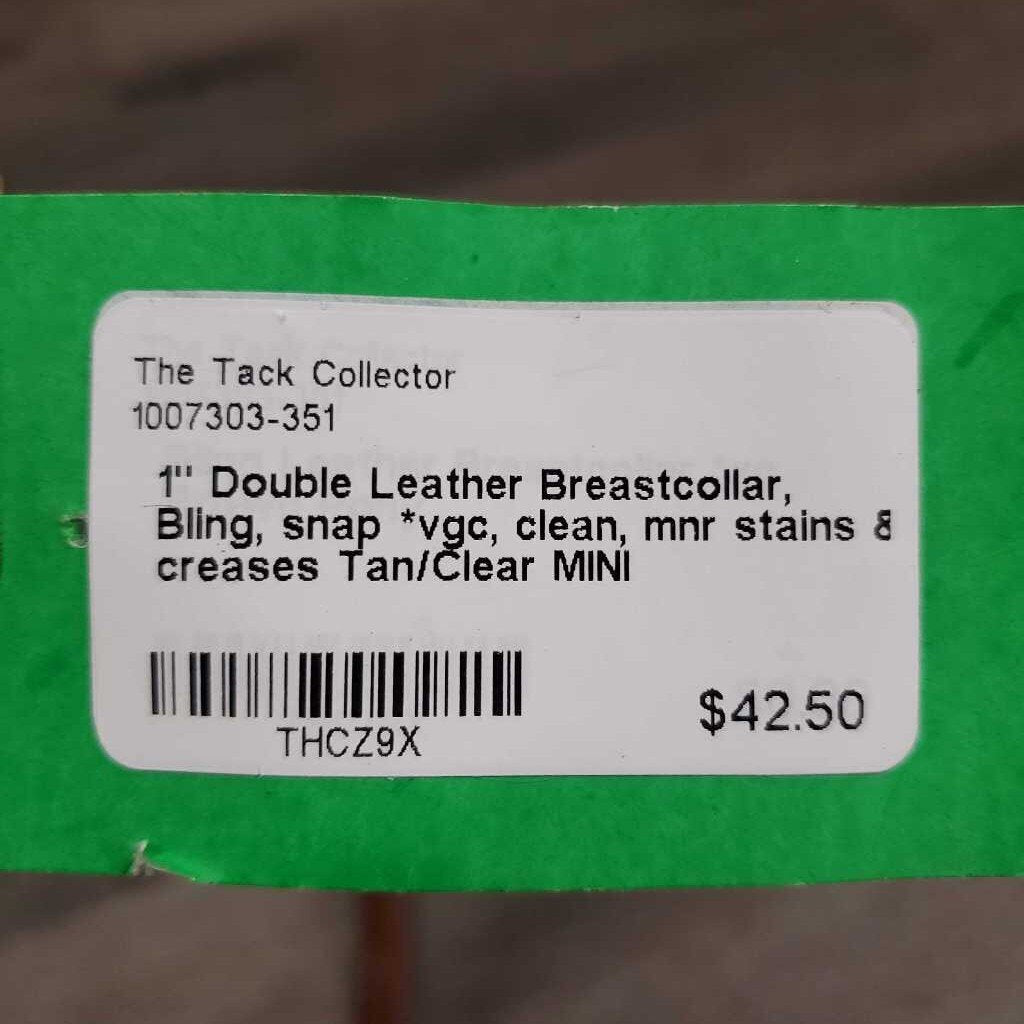 The Tack Collector
1007303-351
1" Double Leather Breastcollar,
Bling, snap *vgc, clean, mnr stains &
creases Tan/Clear MINI
THCZ9X
$42.50